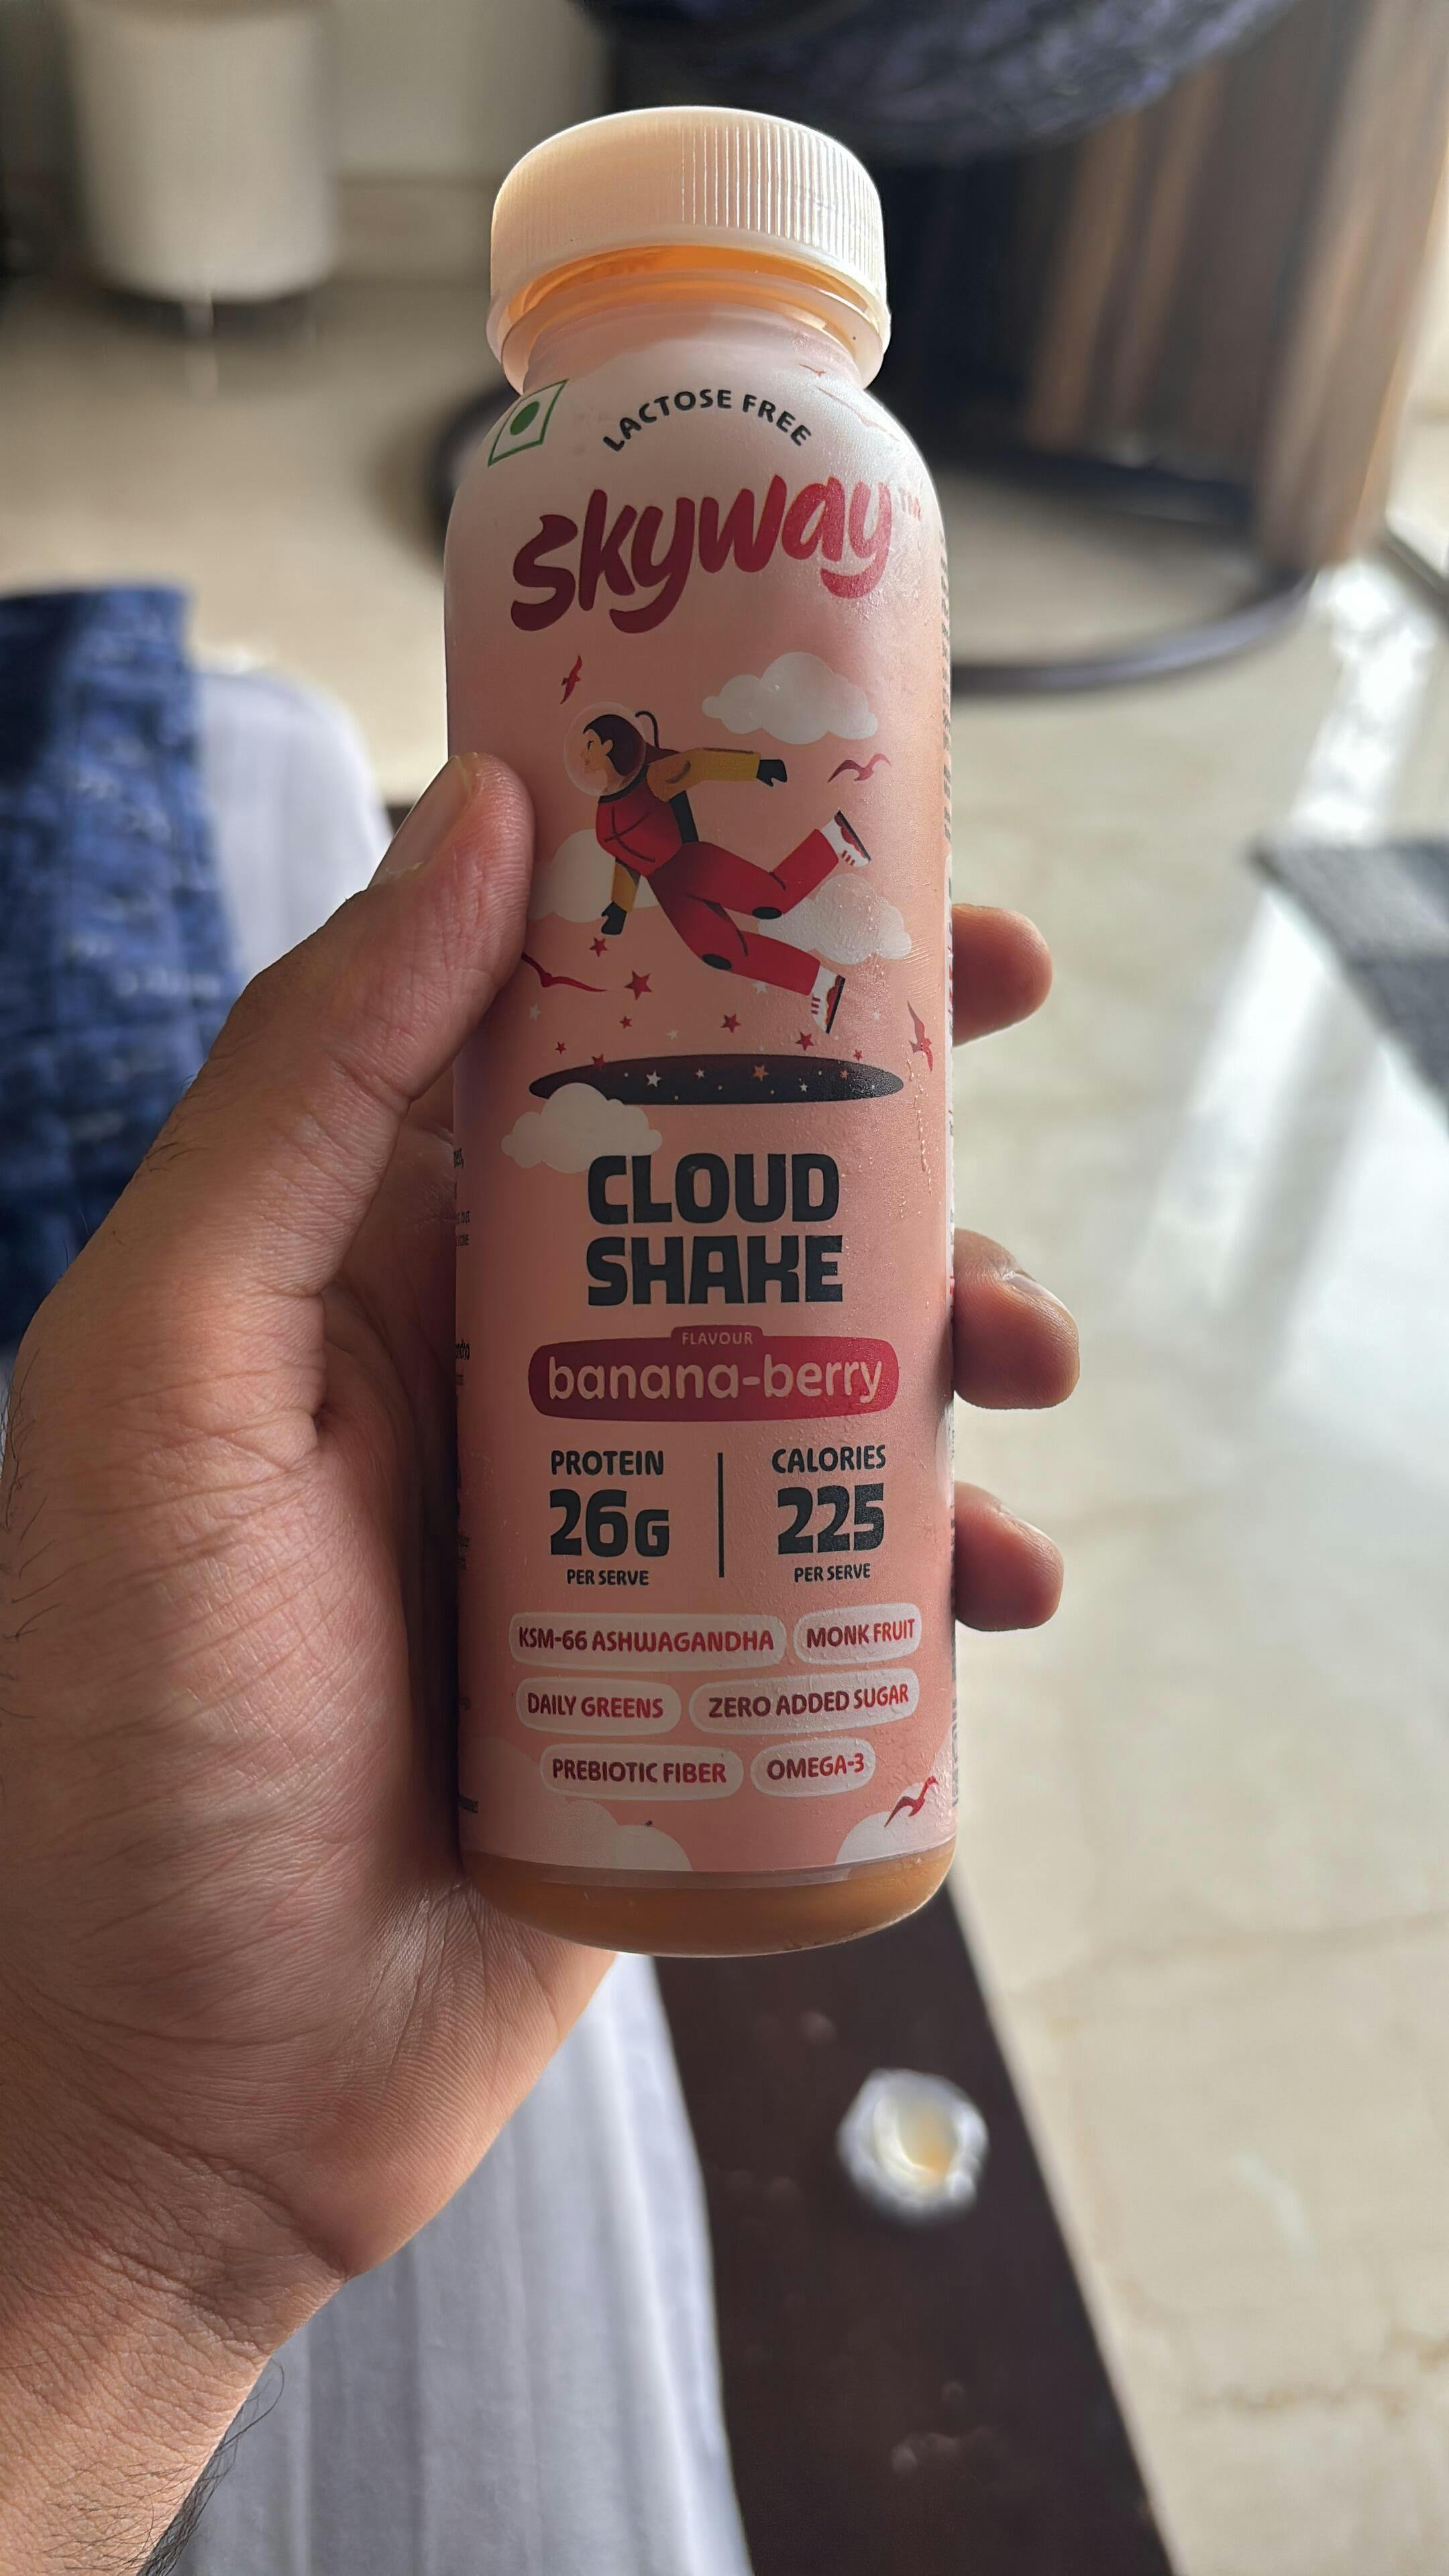 LACTOSE FREE
skyway™
CLOUD
SHAKE
FLAVOUR
banana-berry
PROTEIN
26G
PER SERVE
CALORIES
225
PER SERVE
KSM-66 ASHWAGANDHA
MONK FRUIT
DAILY GREENS
ZERO ADDED SUGAR
PREBIOTIC FIBER
OMEGA-3